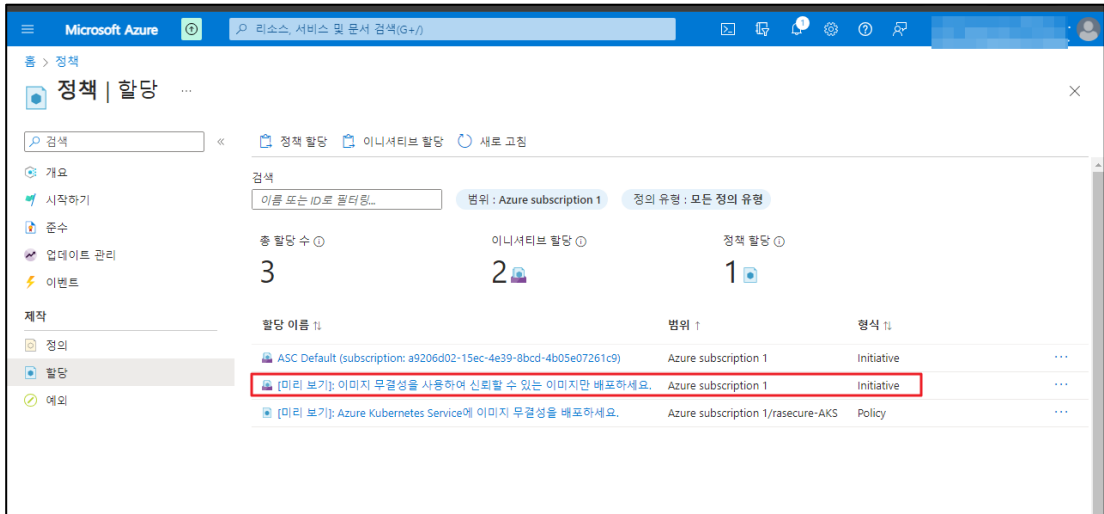 Microsoft Azure
리소스, 서비스 및 문서 검색(G+/)
1
홈 > 정책
정책 | 할당 ...
검색
정책 할당 이니셔티브 할당 새로 고침
개요
시작하기
준수
업데이트 관리
이벤트
제작
정의
할당
예외
검색
이름 또는 ID로 필터링...
범위 : Azure subscription 1
정의 유형 : 모든 정의 유형
총 할당 수
이니셔티브 할당
정책 할당
3
2
1
할당 이름 범위 형식
ASC Default (subscription: a9206d02-15ec-4e39-8bcd-4b05e07261c9) Azure subscription 1 Initiative ...
[미리 보기]: 이미지 무결성을 사용하여 신뢰할 수 있는 이미지만 배포하세요. Azure subscription 1 Initiative ...
[미리 보기]: Azure Kubernetes Service에 이미지 무결성을 배포하세요. Azure subscription 1/rasecure-AKS Policy ...